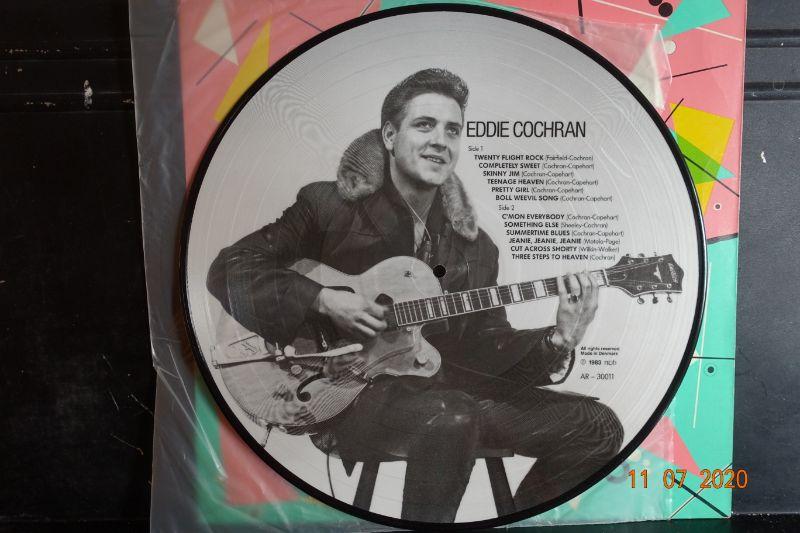 EDDIE COCHRAN
Side 1
TWENTY FLIGHT ROCK (Fairfield-Cochran)
COMPLETELY SWEET (Cochran-Capehart)
SKINNY JIM (Cochran-Capehart)
TEENAGE HEAVEN (Cochran-Capehart)
PRETTY GIRL (Cochran-Capehart)
BOLL WEEVIL SONG (Cochran-Capehart)
Side 2
C'MON EVERYBODY (Cochran-Capehart)
SOMETHING ELSE (Sheeley-Cochran)
SUMMERTIME BLUES (Cochran-Capehart)
JEANIE, JEANIE, JEANIE (Motola-Page)
CUT ACROSS SHORTY (Wilkin-Walker)
THREE STEPS TO HEAVEN (Cochran)
All rights reserved.
Made in Denmark
℗ 1983
AR - 30011
11 07 2020